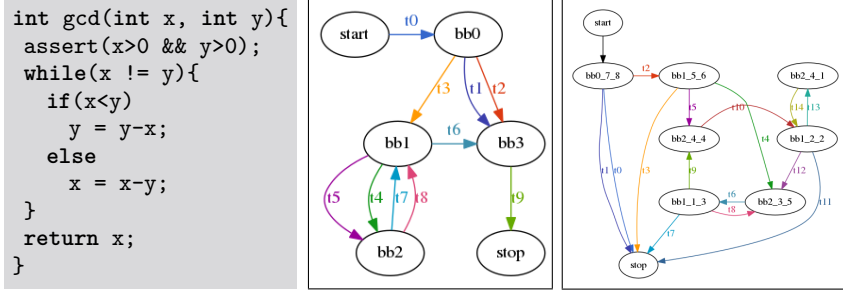 int gcd(int x, int y){
assert(x>0 && y>0);
while(x != y){
if(x<y)
y = y-x;
else
x = x-y;
}
return x;
}
start
t0
bb0
t3
t1
t2
bb1
t6
bb3
t5
t4
t7
t8
t9
bb2
stop
start
bb0_7_8
t2
bb1_5_6
bb2_4_1
t5
t10
t14
t13
bb2_4_4
t4
bb1_2_2
t1
t0
t3
t9
t12
bb1_1_3
t6
t8
bb2_3_5
t11
t7
stop